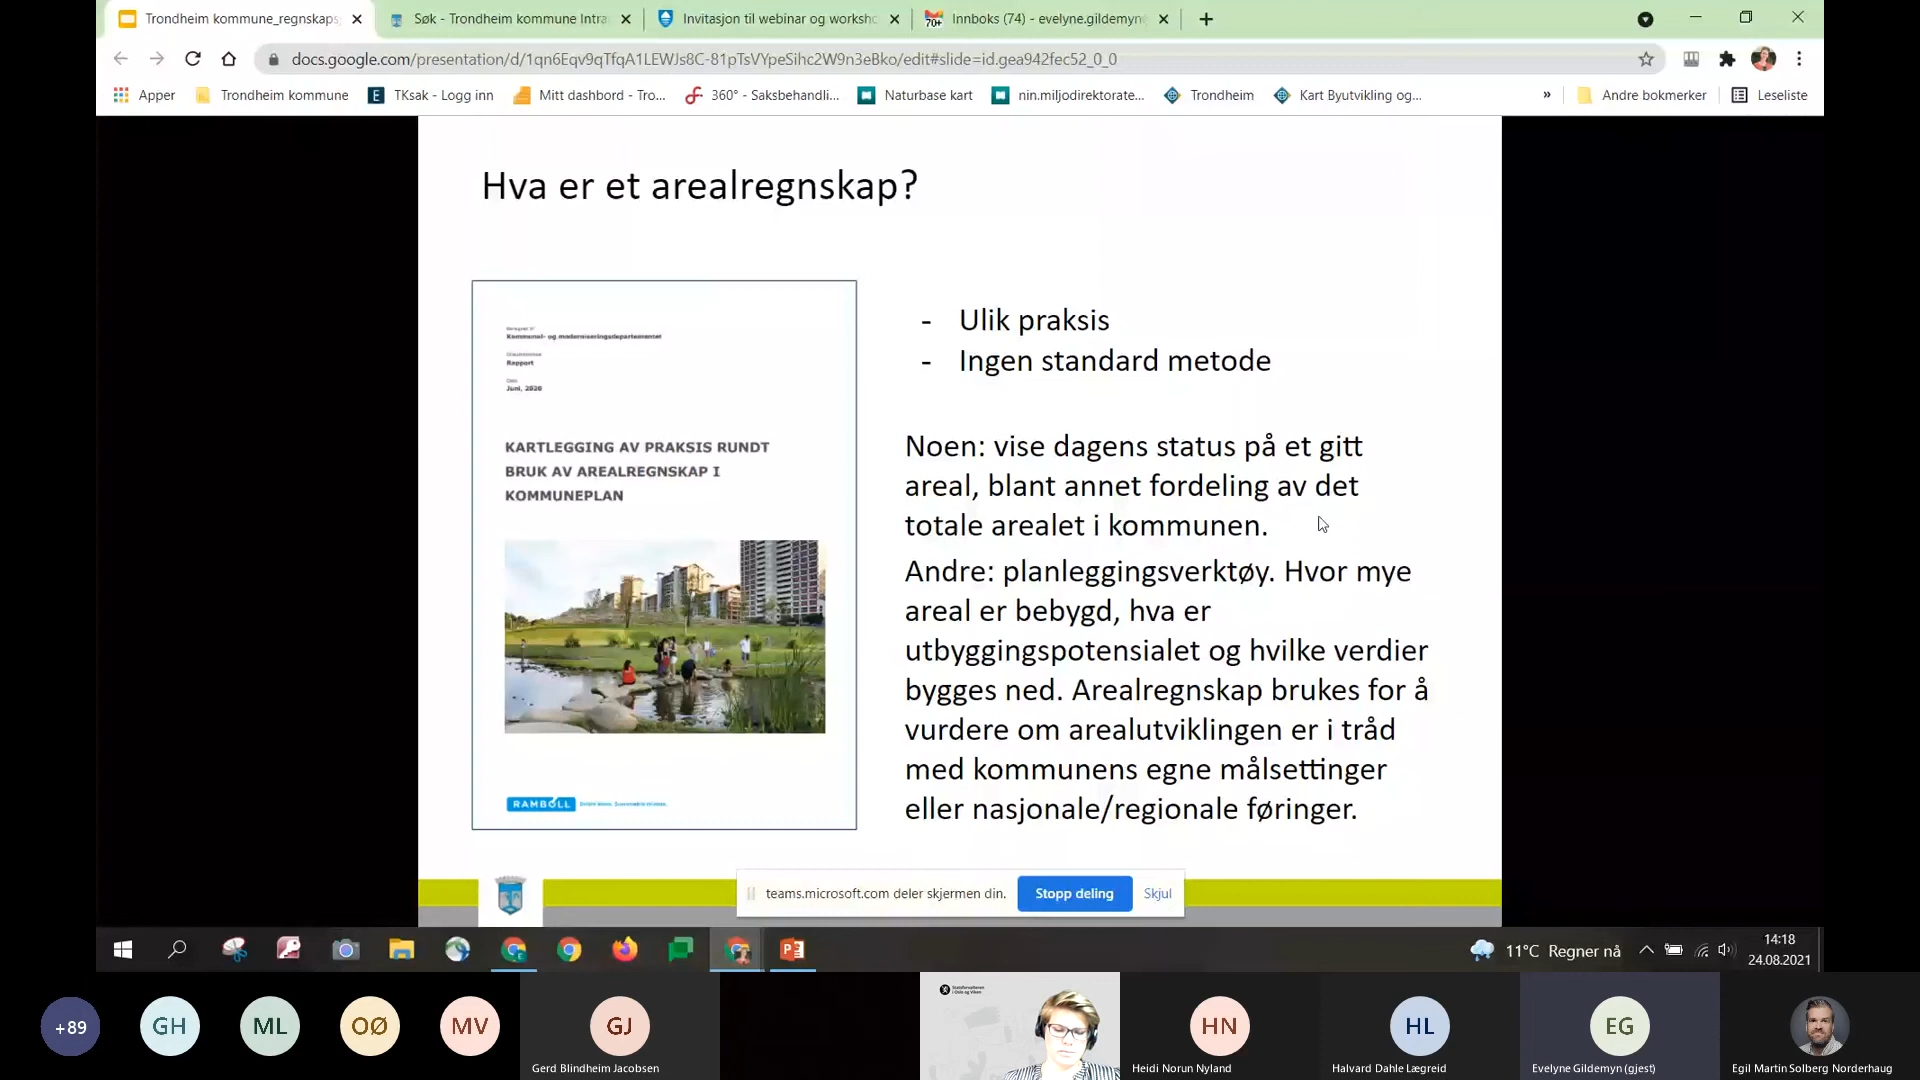 Trondheim kommune_regnskaps
Søk - Trondheim kommune Intra
Invitasjon til webinar og worksho
Innboks (74) - evelyne.gildemyn
docs.google.com/presentation/d/1qn6Eqv9qTfqA1LEWJs8C-81pTsVYpeSihc2W9n3eBko/edit#slide=id.gea942fec52_0_0
Apper
Trondheim kommune
TKsak - Logg inn
Mitt dashbord - Tro...
360° - Saksbehandli...
Naturbase kart
nin.miljodirektorate...
Trondheim
Kart Byutvikling og...
»
Andre bokmerker
Leseliste
Hva er et arealregnskap?
Kommunal- og moderniseringsdepartementet
Rapport
Juni, 2020
KARTLEGGING AV PRAKSIS RUNDT
BRUK AV AREALREGNSKAP I
KOMMUNEPLAN
RAMBOLL
- Ulik praksis
- Ingen standard metode
Noen: vise dagens status på et gitt
areal, blant annet fordeling av det
totale arealet i kommunen.
Andre: planleggingsverktøy. Hvor mye
areal er bebygd, hva er
utbyggingspotensialet og hvilke verdier
bygges ned. Arealregnskap brukes for å
vurdere om arealutviklingen er i tråd
med kommunens egne målsettinger
eller nasjonale/regionale føringer.
teams.microsoft.com deler skjermen din.
Stopp deling
Skjul
11°C Regner nå
14:18
24.08.2021
+89
GH
ML
OØ
MV
GJ
Gerd Blindheim Jacobsen
Statsforvalteren
i Oslo og Viken
HN
Heidi Norun Nyland
HL
Halvard Dahle Lægreid
EG
Evelyne Gildemyn (gjest)
Egil Martin Solberg Norderhaug